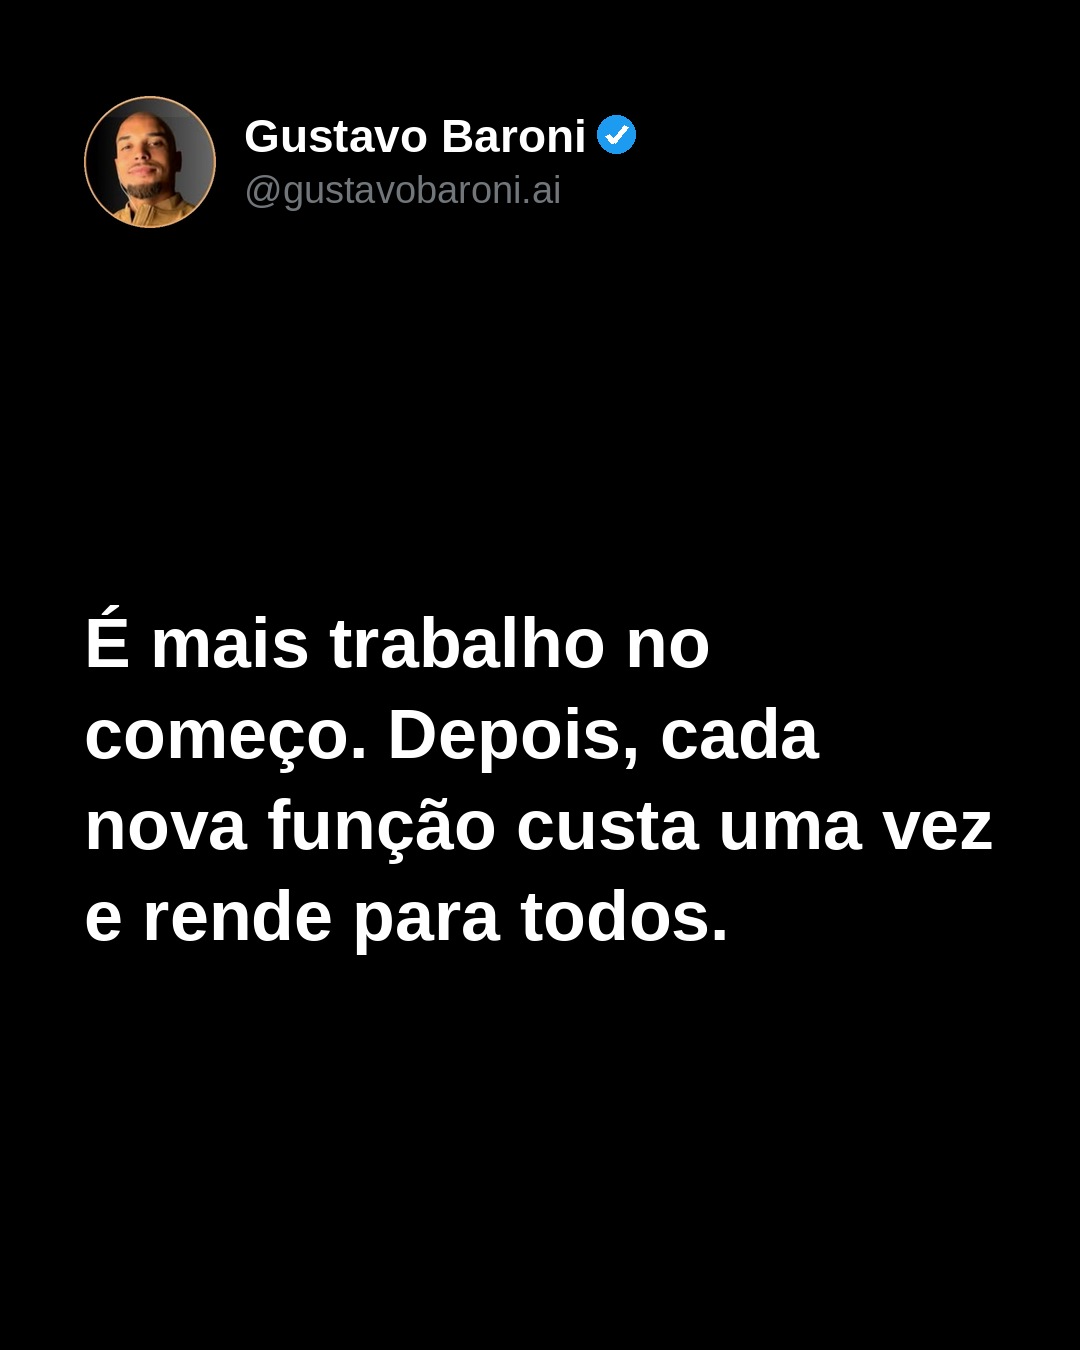 Gustavo Baroni
@gustavobaroni.ai
É mais trabalho no
começo. Depois, cada
nova função custa uma vez
e rende para todos.